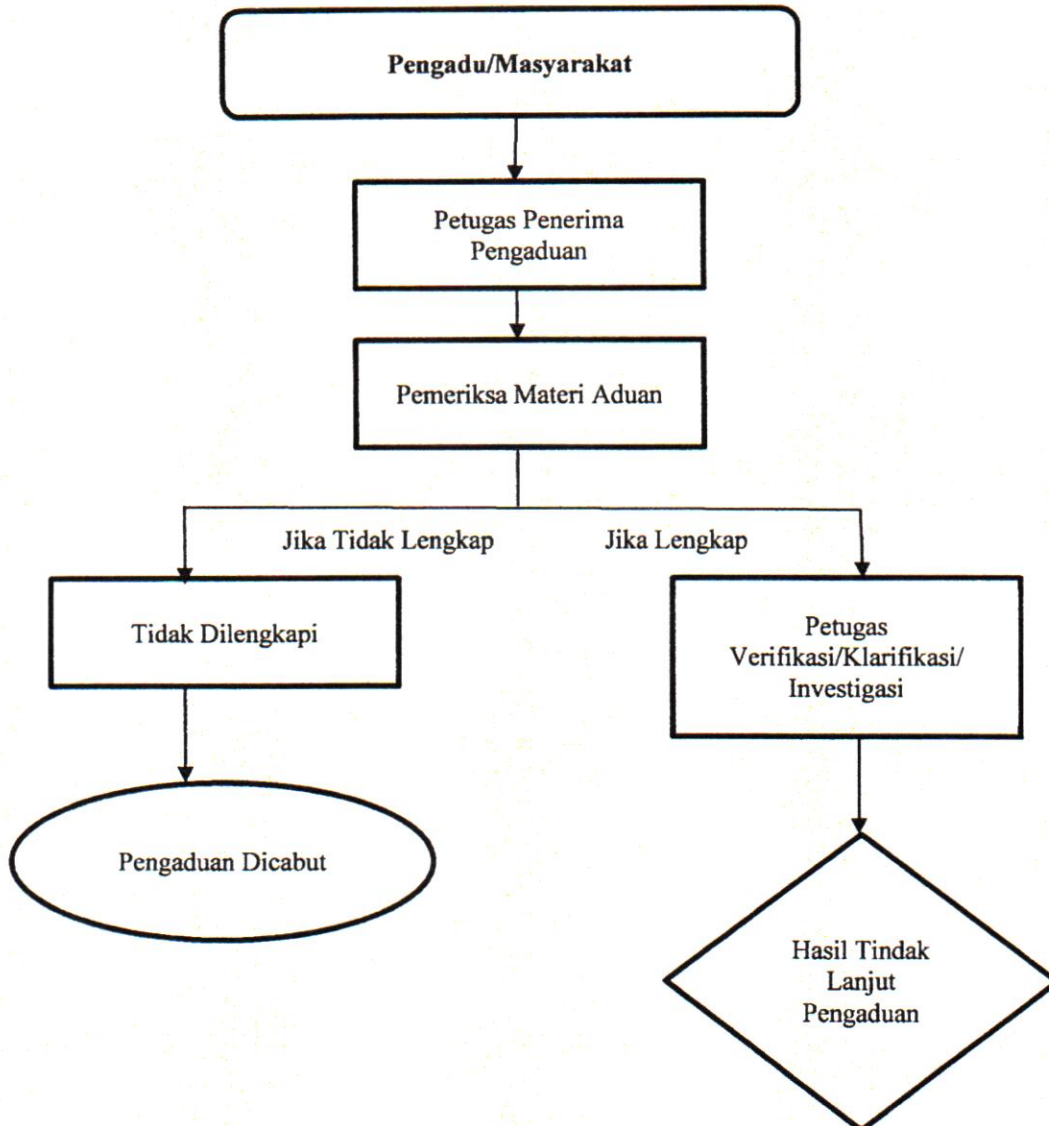 Pengadu/Masyarakat
Petugas Penerima
Pengaduan
Pemeriksa Materi Aduan
Jika Tidak Lengkap
Jika Lengkap
Tidak Dilengkapi
Petugas
Verifikasi/Klarifikasi/
Investigasi
Pengaduan Dicabut
Hasil Tindak
Lanjut
Pengaduan